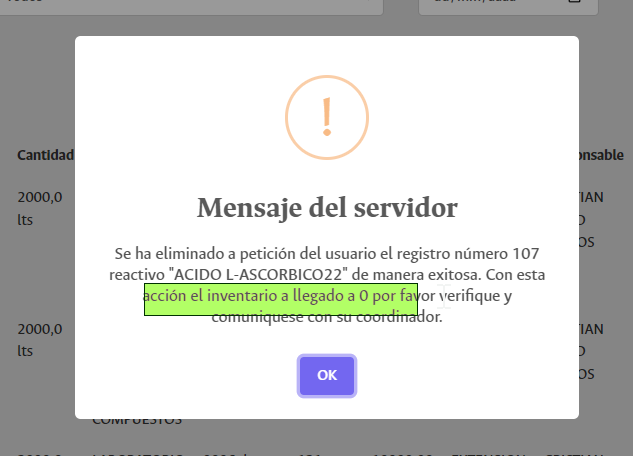 Cantidad
2000,0
lts
2000,0
lts
!
Mensaje del servidor
Se ha eliminado a petición del usuario el registro número 107
reactivo "ACIDO L-ASCORBICO22" de manera exitosa. Con esta
acción el inventario a llegado a 0 por favor verifique y
comuniquese con su coordinador.
OK
COMPUESTOS